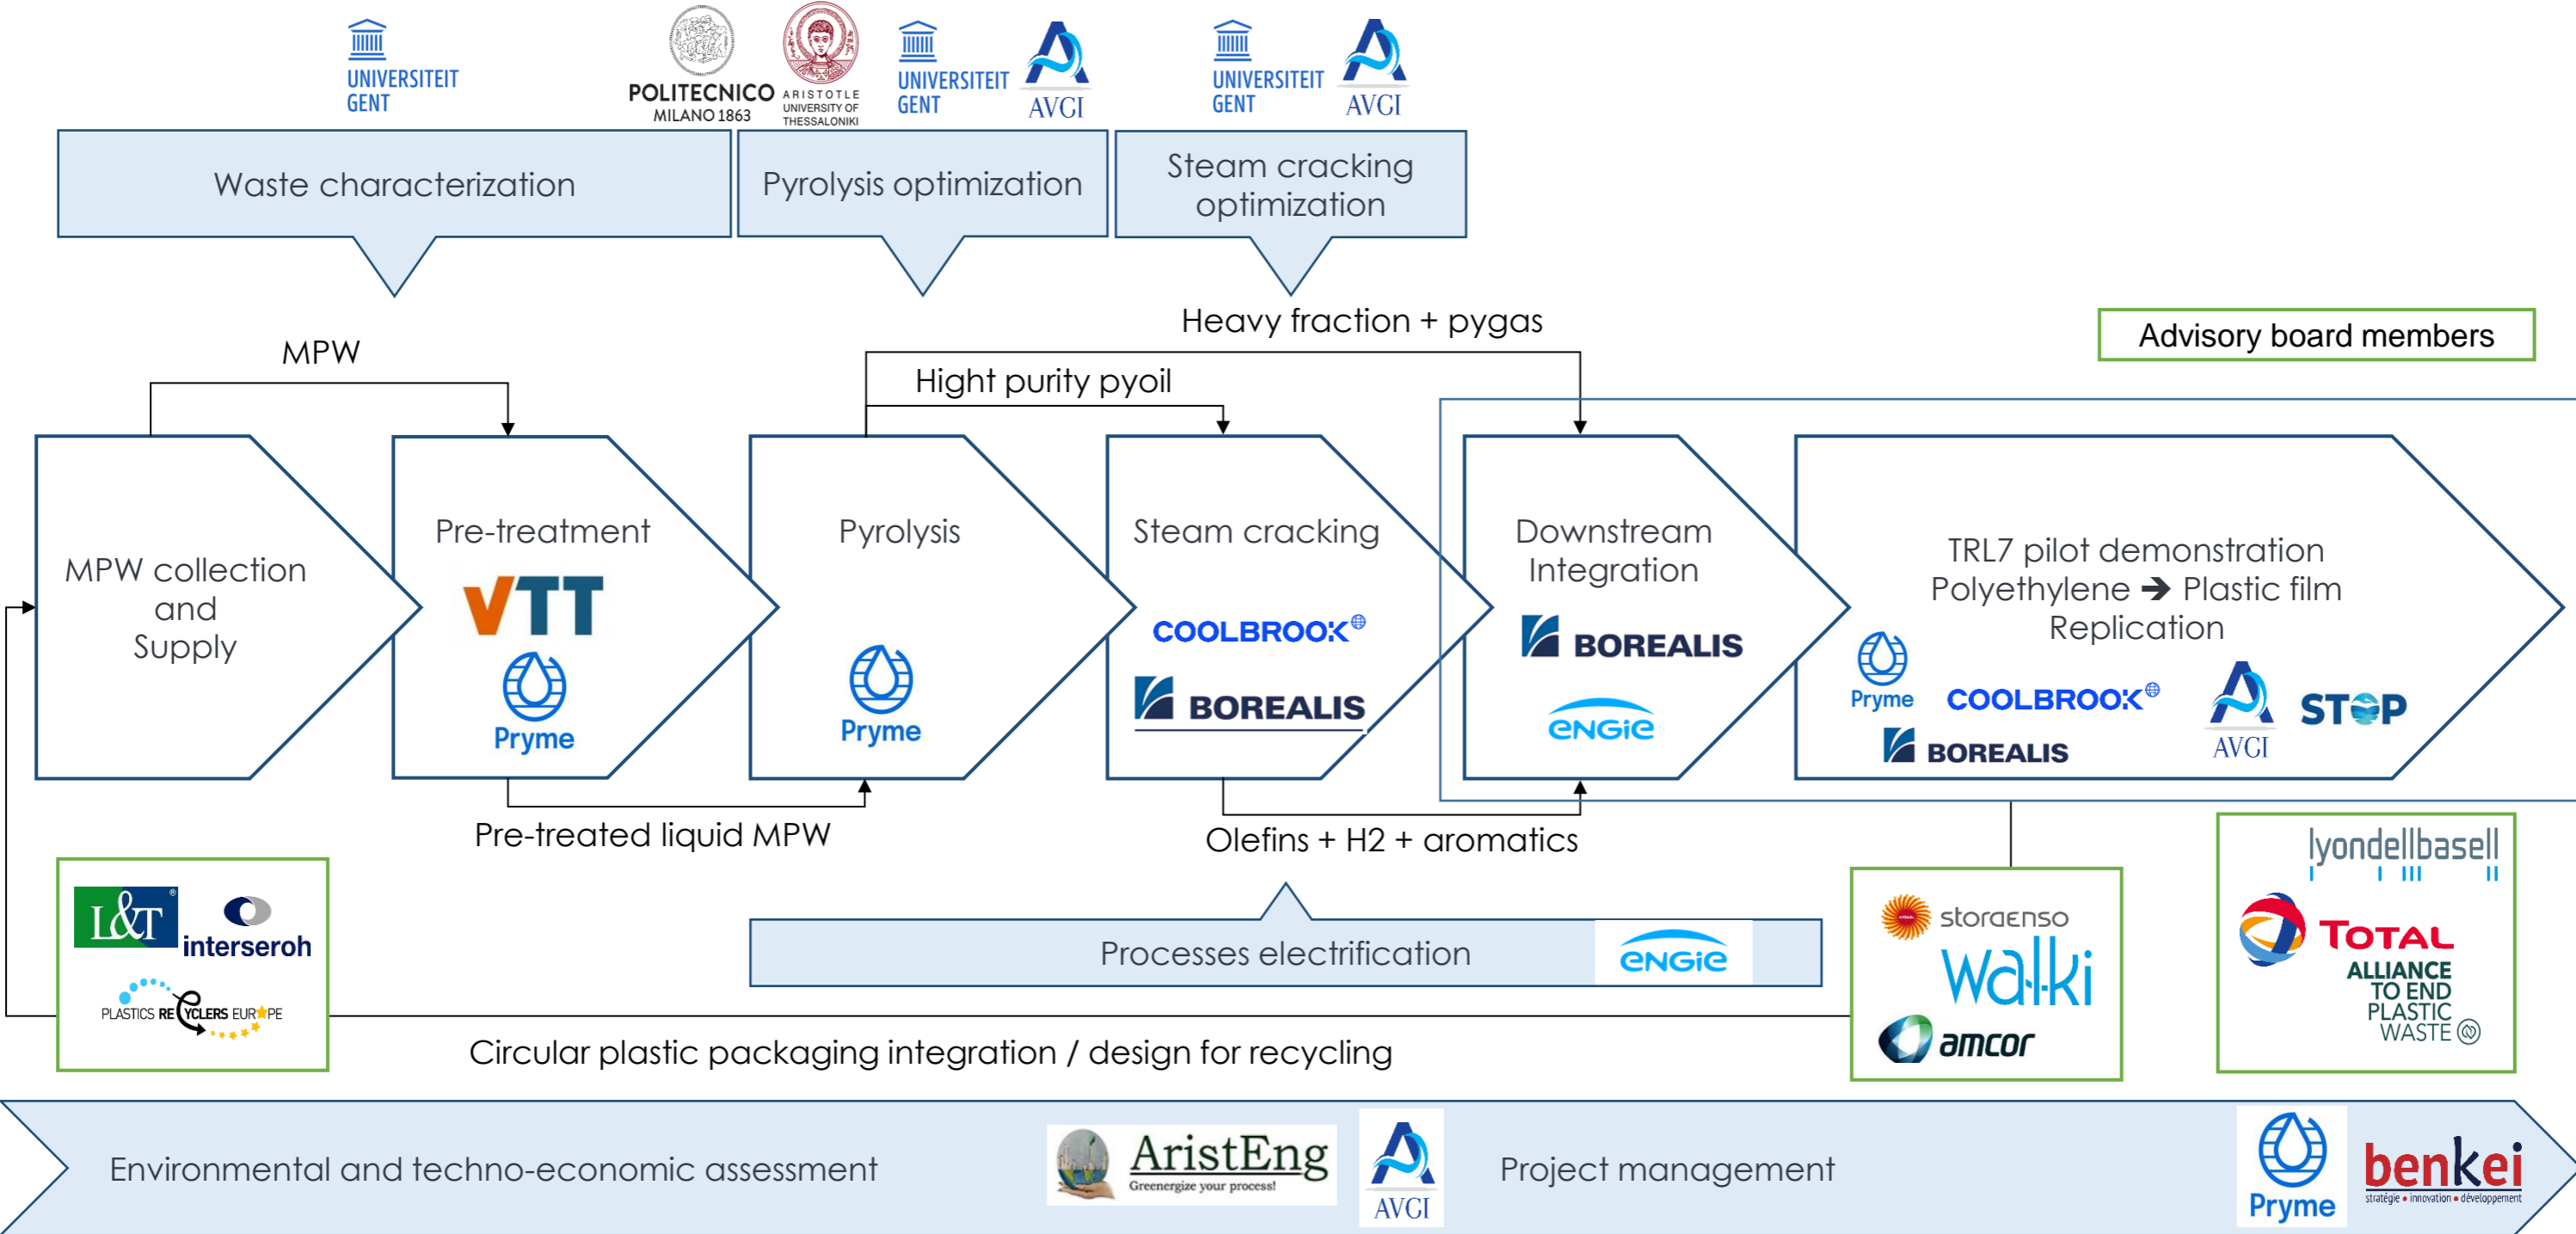 UNIVERSITEIT
GENT
POLITECNICO
MILANO 1863
ARISTOTLE
UNIVERSITY OF
THESSALONIKI
UNIVERSITEIT
GENT
AVGI
UNIVERSITEIT
GENT
AVGI
Waste characterization
Pyrolysis optimization
Steam cracking
optimization
Heavy fraction + pygas
Advisory board members
MPW
Hight purity pyoil
MPW collection
and
Supply
Pre-treatment
VTT
Pryme
Pyrolysis
Pryme
Steam cracking
COOLBROOK
BOREALIS
Downstream
Integration
BOREALIS
ENGIE
TRL7 pilot demonstration
Polyethylene ➔ Plastic film
Replication
Pryme
COOLBROOK
BOREALIS
AVGI
STOP
Pre-treated liquid MPW
Olefins + H2 + aromatics
L&T ®
interseroh
PLASTICS RECYCLERS EUROPE
Processes electrification
ENGIE
storaenso
walki
amcor
lyondellbasell
TOTAL
ALLIANCE
TO END
PLASTIC
WASTE
Circular plastic packaging integration / design for recycling
Environmental and techno-economic assessment
AristEng
Greenergize your process!
AVGI
Project management
Pryme
benkei
stratégie • innovation • développement